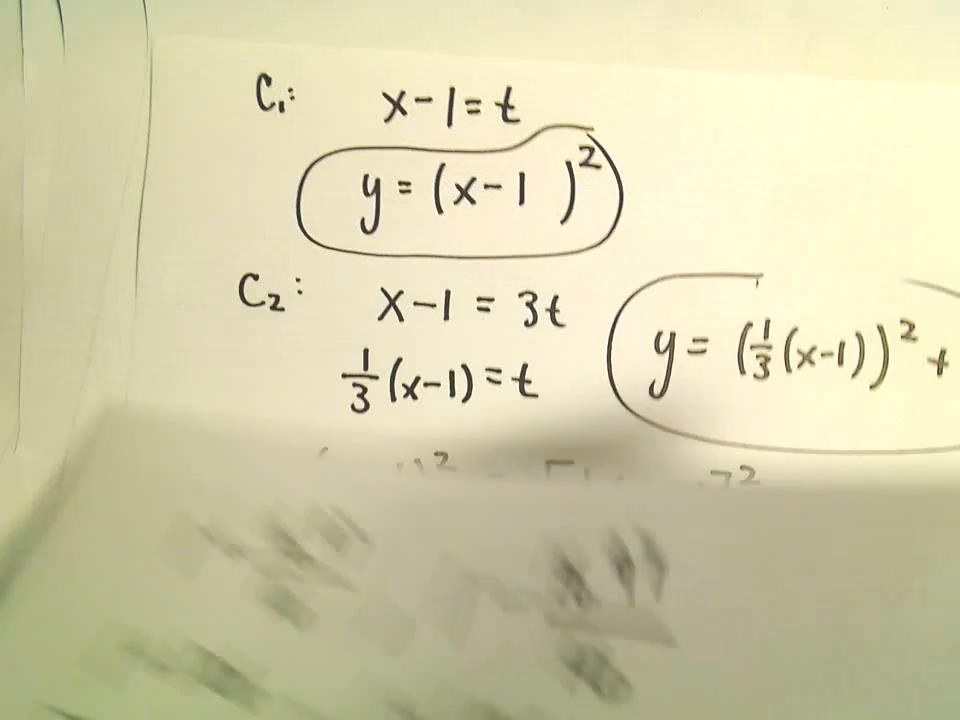 C₁: x-1=t
y=(x-1 )²
C₂: x-1=3t
1/3(x-1)=t y=(1/3(x-1))²+